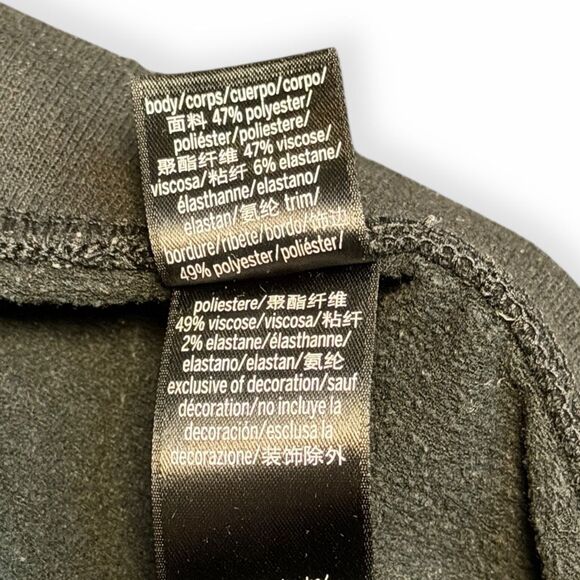 body/corps/cuerpo/corpo/
面料 47% polyester/
poliéster/poliestere/
聚酯纤维 47% viscose/
viscosa/粘纤 6% elastane/
élasthanne/elastano/
elastan/氨纶 trim/
bordure/ribete/bordo/饰边
49% polyester/poliéster/
poliestere/聚酯纤维
49% viscose/viscosa/粘纤
2% elastane/élasthanne/
elastano/elastan/氨纶
exclusive of decoration/sauf
décoration/no incluye la
decoración/esclusa la
decorazione/装饰除外